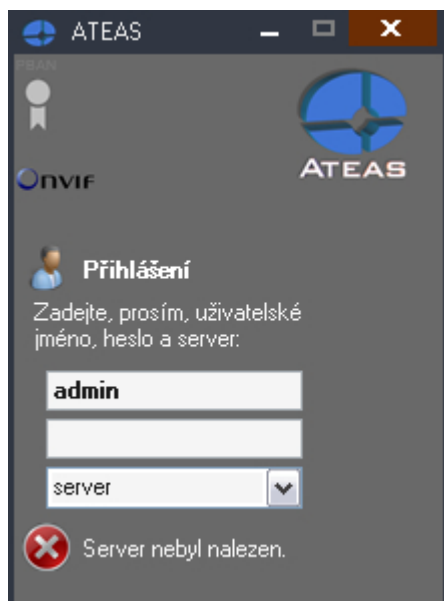 ATEAS
PBAN
ONVIF
ATEAS
Přihlášení
Zadejte, prosím, uživatelské
jméno, heslo a server:
admin
server
Server nebyl nalezen.